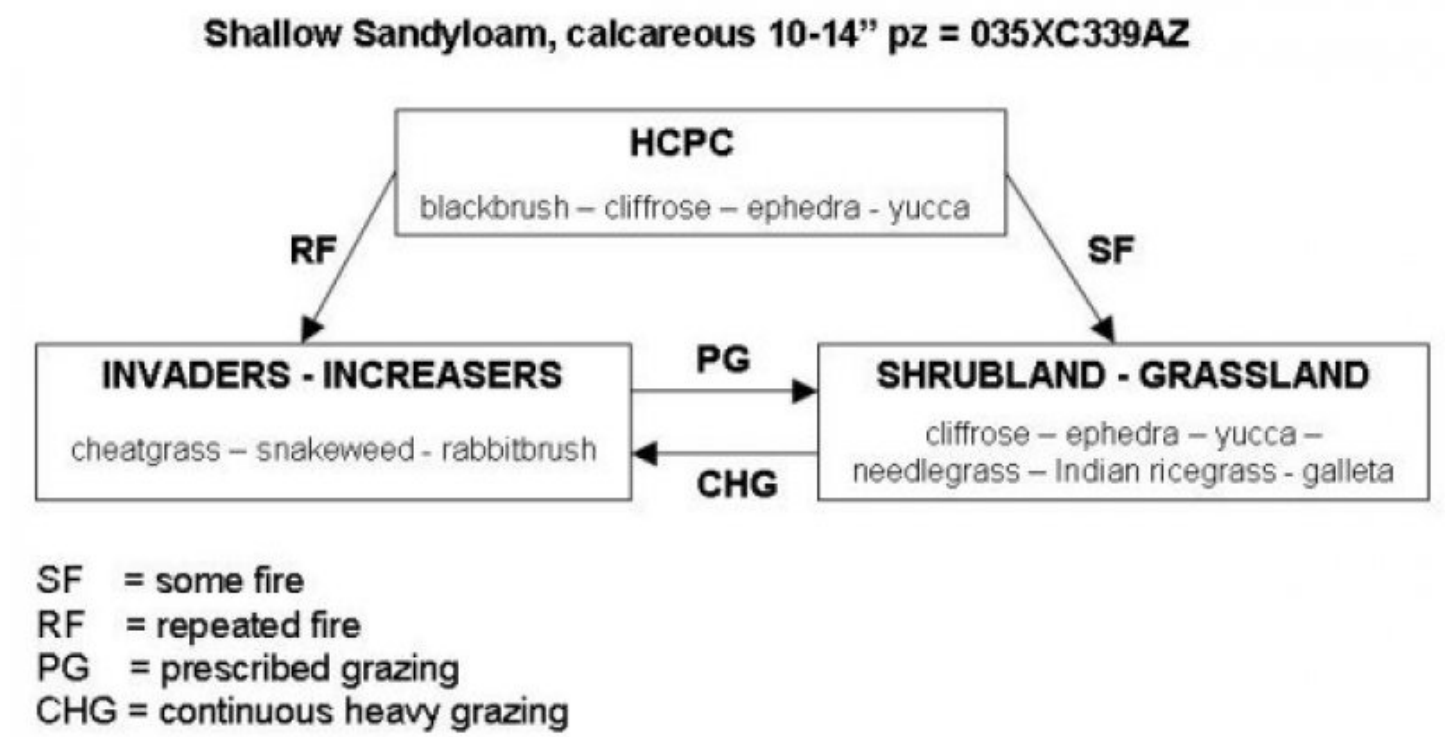 Shallow Sandyloam, calcareous 10-14” pz = 035XC339AZ
HCPC
blackbrush – cliffrose – ephedra - yucca
RF
SF
INVADERS - INCREASERS
cheatgrass – snakeweed - rabbitbrush
PG
CHG
SHRUBLAND - GRASSLAND
cliffrose – ephedra – yucca –
needlegrass – Indian ricegrass - galleta
SF = some fire
RF = repeated fire
PG = prescribed grazing
CHG = continuous heavy grazing